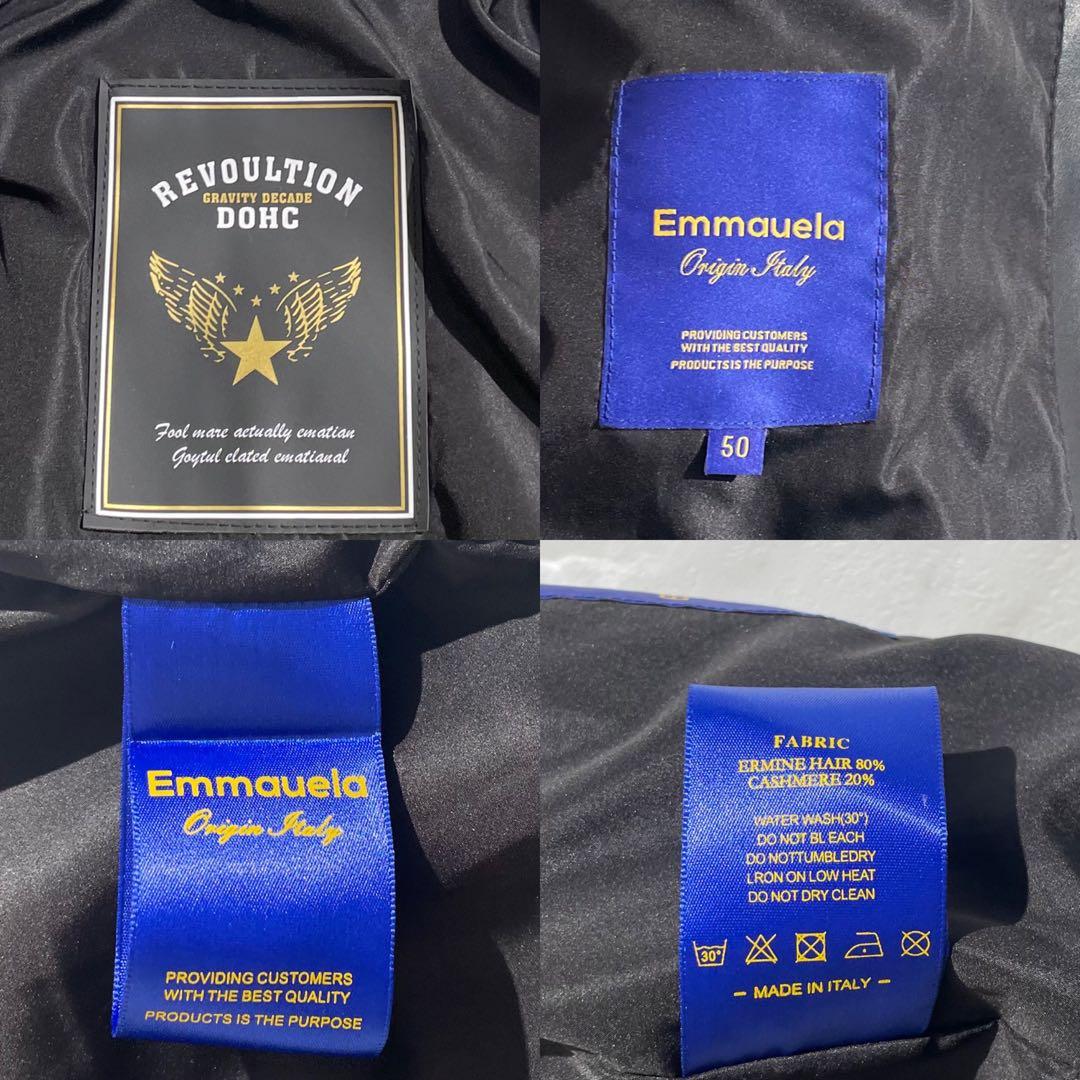 REVOULTION
GRAVITY DECADE
DOHC
Fool mare actually ematian
Goytul elated ematianal
Emmauela
Origin Italy
PROVIDING CUSTOMERS
WITH THE BEST QUALITY
PRODUCTS IS THE PURPOSE
50
Emmauela
Origin Italy
PROVIDING CUSTOMERS
WITH THE BEST QUALITY
PRODUCTS IS THE PURPOSE
FABRIC
ERMINE HAIR 80%
CASHMERE 20%
WATER WASH(30°)
DO NOT BL EACH
DO NOTTUMBLEDRY
LRON ON LOW HEAT
DO NOT DRY CLEAN
30°
– MADE IN ITALY –